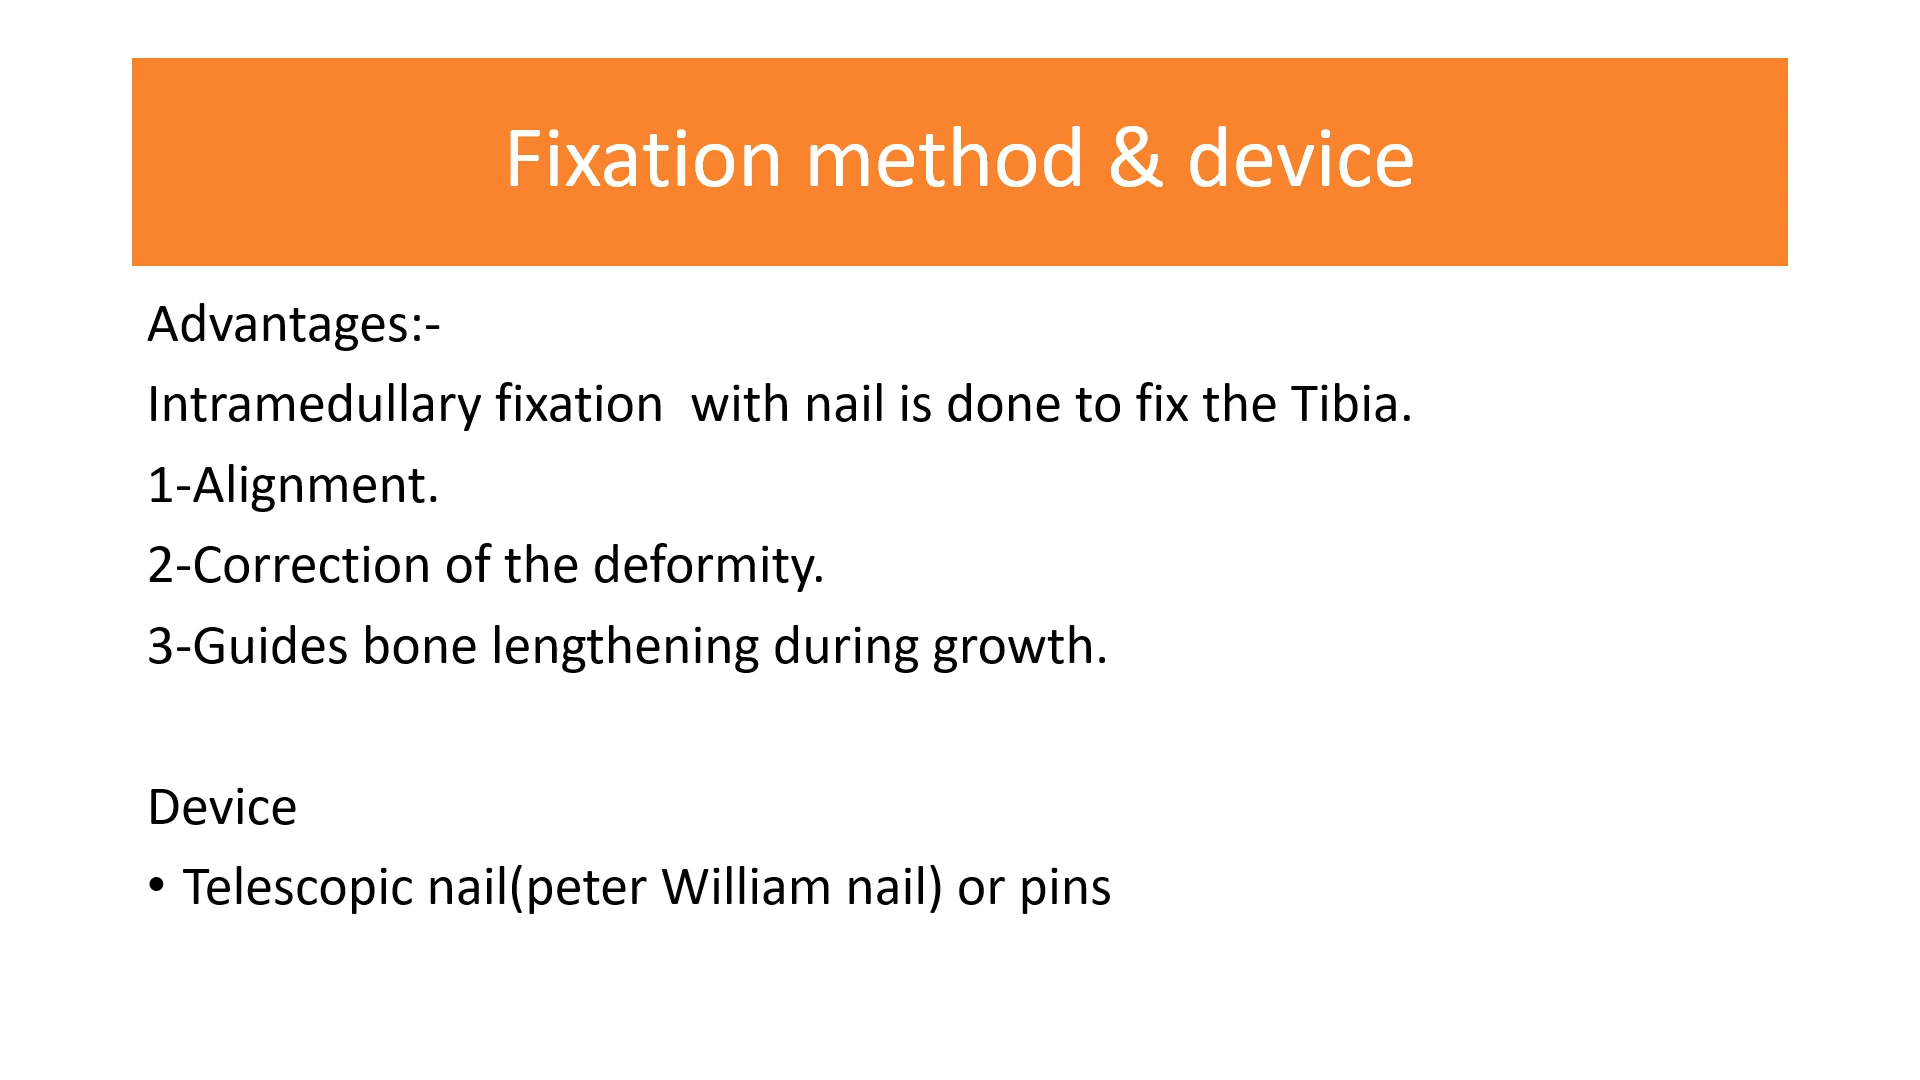 Fixation method & device
Advantages:-
Intramedullary fixation  with nail is done to fix the Tibia.
1-Alignment.
2-Correction of the deformity.
3-Guides bone lengthening during growth.
Device
• Telescopic nail(peter William nail) or pins